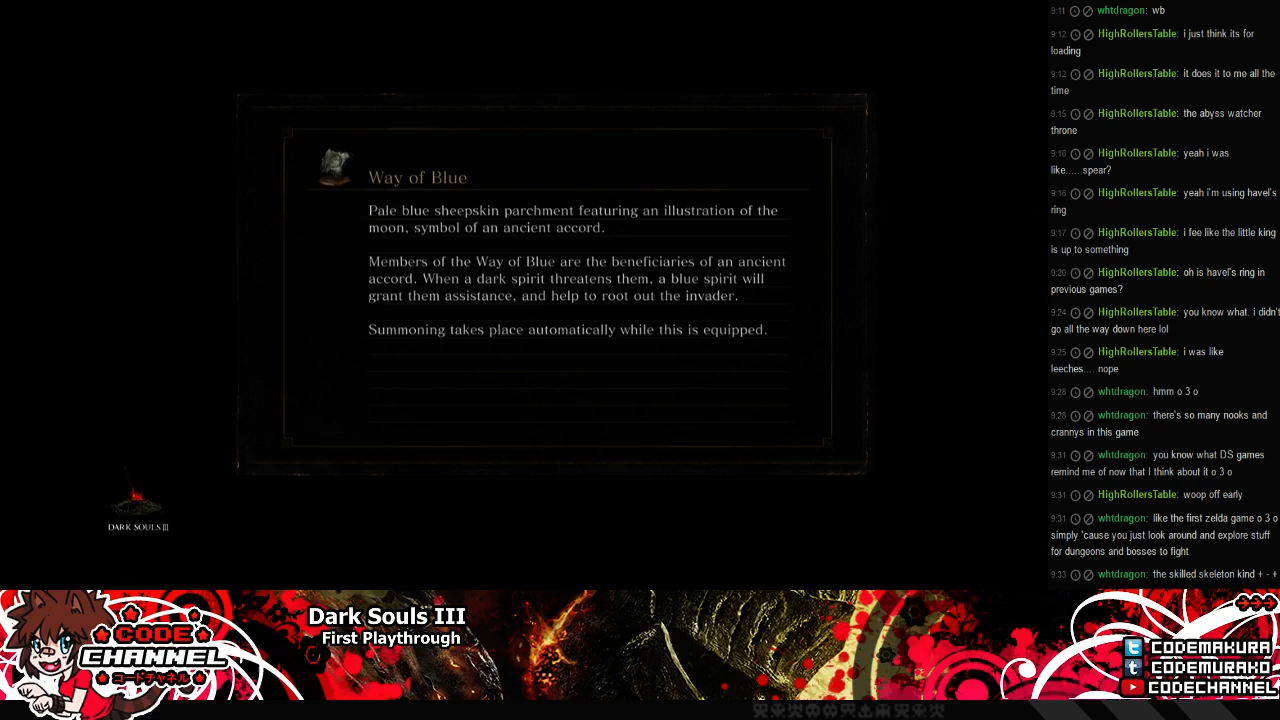 Way of Blue
Pale blue sheepskin parchment featuring an illustration of the
moon, symbol of an ancient accord.
Members of the Way of Blue are the beneficiaries of an ancient
accord. When a dark spirit threatens them, a blue spirit will
grant them assistance, and help to root out the invader.
Summoning takes place automatically while this is equipped.
DARK SOULS III
9:11 whtdragon: wb
9:12 HighRollersTable: i just think its for
loading
9:12 HighRollersTable: it does it to me all the
time
9:15 HighRollersTable: the abyss watcher
throne
9:16 HighRollersTable: yeah i was
like......spear?
9:16 HighRollersTable: yeah i'm using havel's
ring
9:17 HighRollersTable: i fee like the little king
is up to something
9:20 HighRollersTable: oh is havel's ring in
previous games?
9:24 HighRollersTable: you know what. i didn't
go all the way down here lol
9:25 HighRollersTable: i was like
leeches.....nope
9:28 whtdragon: hmm o 3 o
9:28 whtdragon: there's so many nooks and
crannys in this game
9:31 whtdragon: you know what DS games
remind me of now that I think about it o 3 o
9:31 HighRollersTable: woop off early
9:31 whtdragon: like the first zelda game o 3 o
simply 'cause you just look around and explore stuff
for dungeons and bosses to fight
9:33 whtdragon: the skilled skeleton kind + - +
Dark Souls III
First Playthrough
CODE
CHANNEL
コードチャンネル
CODEMAKURA
CODEMURAKO
CODECHANNEL